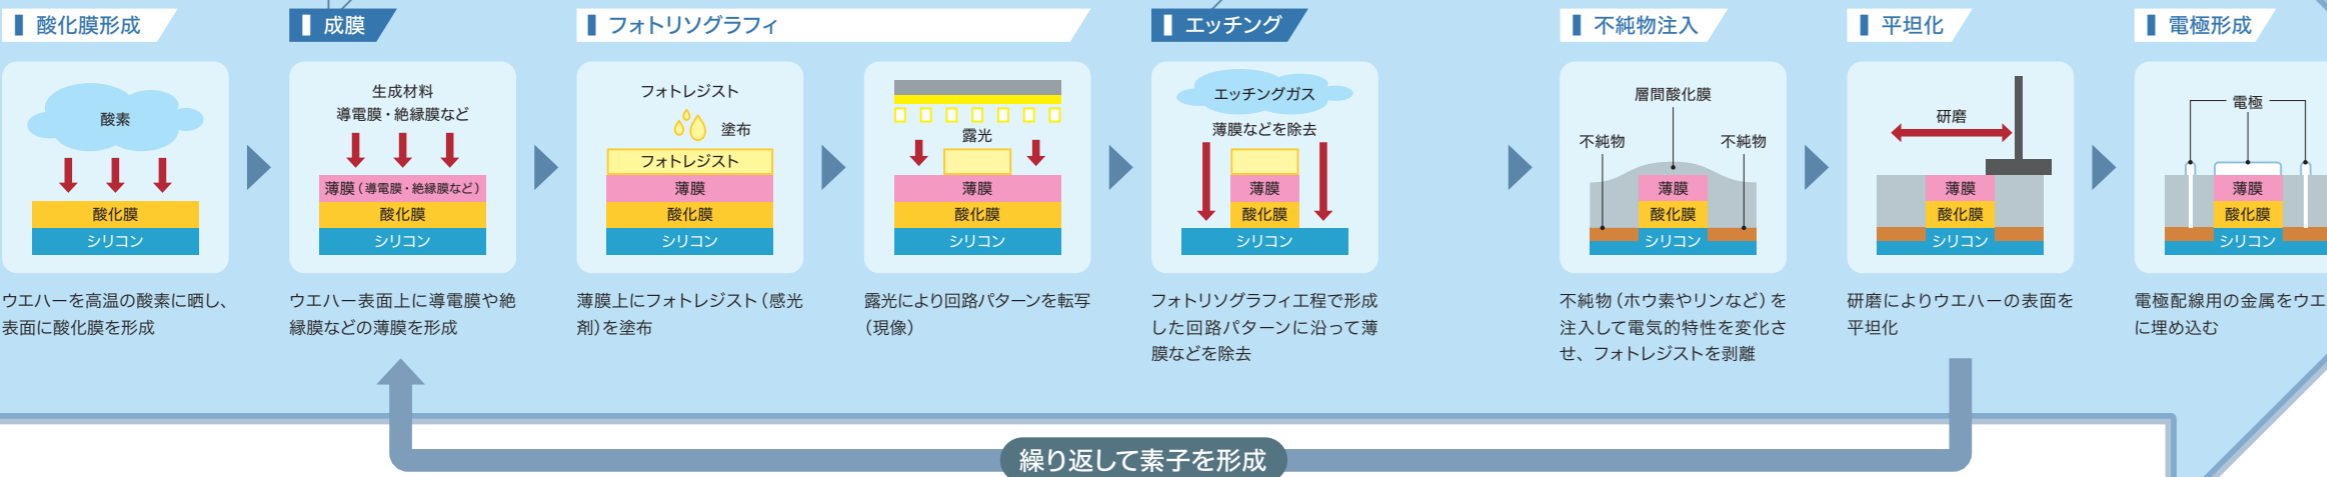 酸化膜形成
酸素
酸化膜
シリコン
ウエハーを高温の酸素に晒し、
表面に酸化膜を形成
成膜
生成材料
導電膜・絶縁膜など
薄膜（導電膜・絶縁膜など）
酸化膜
シリコン
ウエハー表面上に導電膜や絶
縁膜などの薄膜を形成
フォトリソグラフィ
フォトレジスト
塗布
フォトレジスト
薄膜
酸化膜
シリコン
薄膜上にフォトレジスト（感光
剤）を塗布
露光
薄膜
酸化膜
シリコン
露光により回路パターンを転写
（現像）
エッチング
エッチングガス
薄膜などを除去
薄膜
酸化膜
シリコン
フォトリソグラフィ工程で形成
した回路パターンに沿って薄
膜などを除去
不純物注入
層間酸化膜
不純物
不純物
薄膜
酸化膜
シリコン
不純物（ホウ素やリンなど）を
注入して電気的特性を変化さ
せ、フォトレジストを剥離
平坦化
研磨
薄膜
酸化膜
シリコン
研磨によりウエハーの表面を
平坦化
電極形成
電極
薄膜
酸化膜
シリコン
電極配線用の金属をウエ
に埋め込む
繰り返して素子を形成